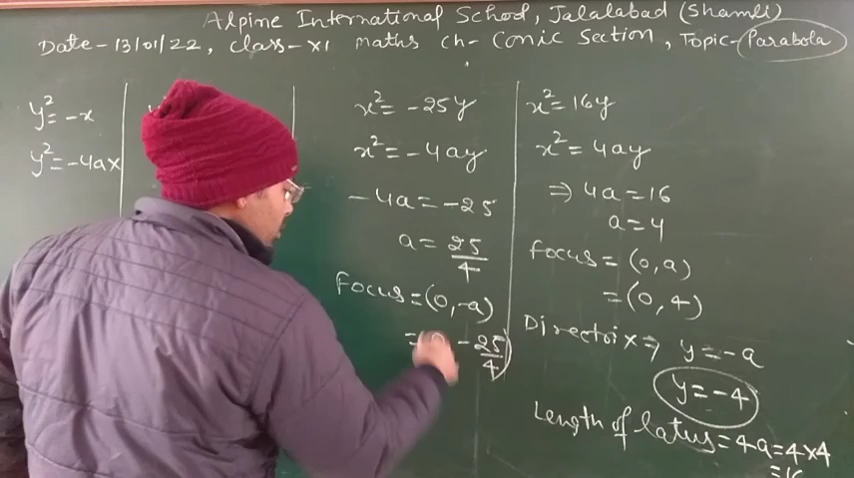 Alpine International School, Jalalabad (Shamli)
Date-13/01/22, class-XI maths ch- Conic Section, Topic-Parabola
y²=-x
y²=-4ax
x²=-25y
x²=-4ay
-4a=-25
a=25/4
Focus=(0,-a)
-25/4)
x²=16y
x²=4ay
⇒4a=16
a=4
focus=(0,a)
=(0,4)
Directrix⇒ y=-a
y=-4
Length of latus=4a=4×4
=16